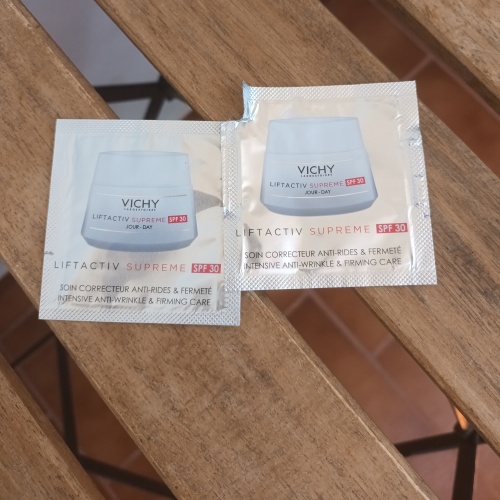 VICHY
LABORATOIRES
LIFTACTIV SUPREME SPF 30
JOUR - DAY
LIFTACTIV SUPREME SPF 30
SOIN CORRECTEUR ANTI-RIDES & FERMETÉ
INTENSIVE ANTI-WRINKLE & FIRMING CARE
VICHY
LABORATOIRES
LIFTACTIV SUPREME SPF 30
JOUR - DAY
LIFTACTIV SUPREME SPF 30
SOIN CORRECTEUR ANTI-RIDES & FERMETÉ
INTENSIVE ANTI-WRINKLE & FIRMING CARE